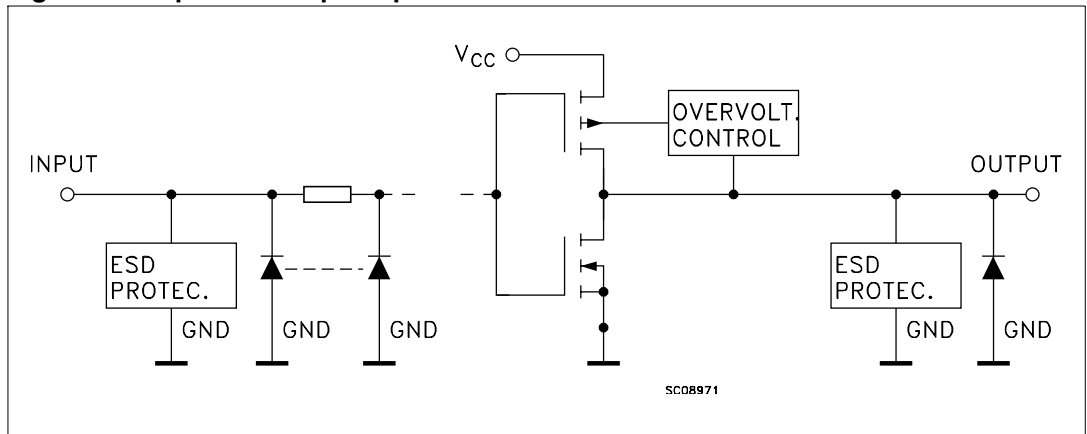 VCC
OVERVOLT.
CONTROL
INPUT
OUTPUT
ESD
PROTEC.
GND
GND
GND
ESD
PROTEC.
GND
GND
SC08971